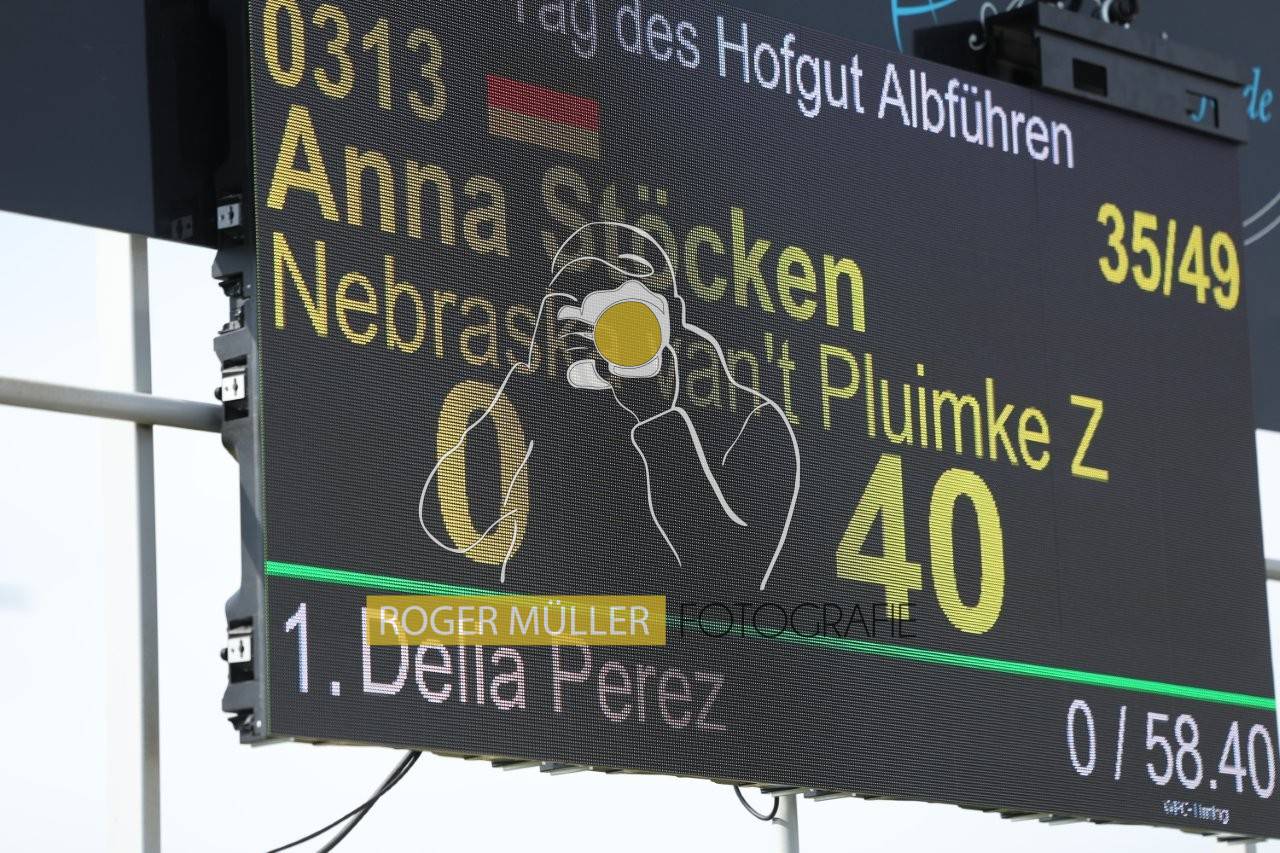 Tag des Hofgut Albführen
0313
Anna Stöcken
35/49
Nebraska van't Pluimke Z
0 40
ROGER MÜLLER FOTOGRAFIE
1. Della Perez
0 / 58.40